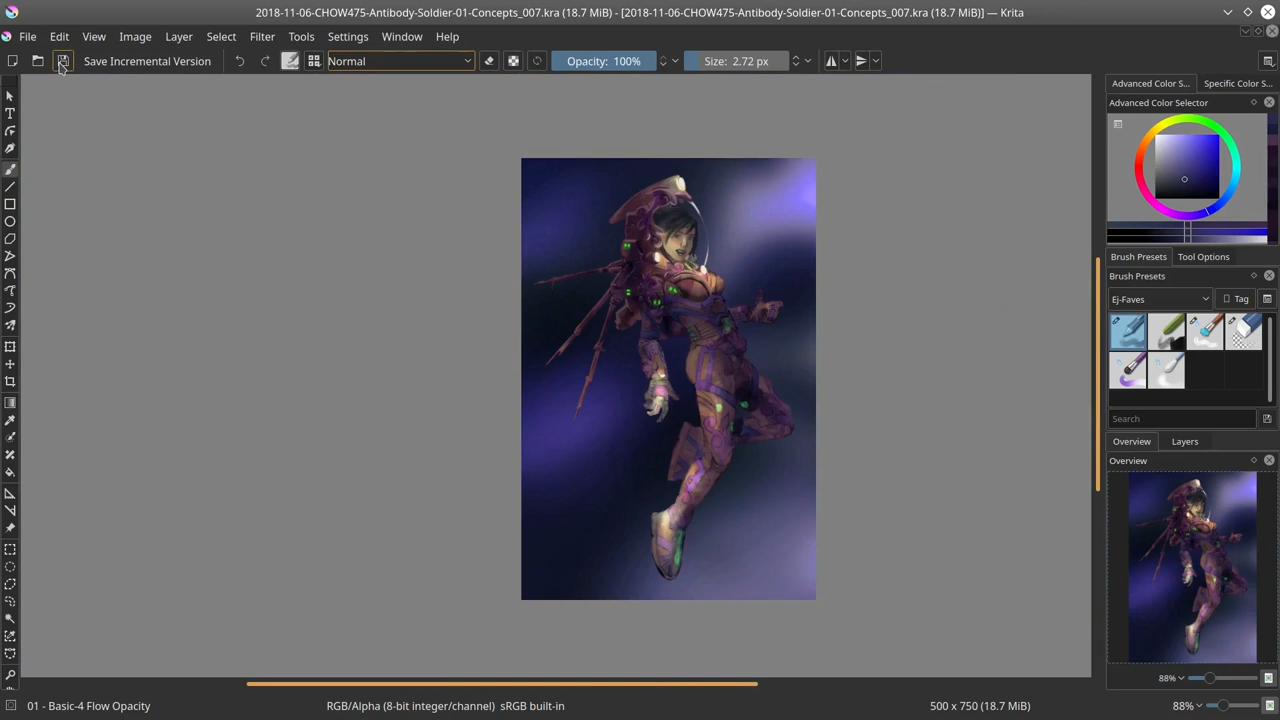 2018-11-06-CHOW475-Antibody-Soldier-01-Concepts_007.kra (18.7 MiB) - [2018-11-06-CHOW475-Antibody-Soldier-01-Concepts_007.kra (18.7 MiB)] — Krita
File Edit View Image Layer Select Filter Tools Settings Window Help
Save Incremental Version Normal Opacity: 100% Size: 2.72 px
Advanced Color S... Specific Color S...
Advanced Color Selector
Brush Presets Tool Options
Brush Presets
Ej-Faves Tag
Search
Overview Layers
Overview
88%
01 - Basic-4 Flow Opacity RGB/Alpha (8-bit integer/channel) sRGB built-in 500 x 750 (18.7 MiB) 88%